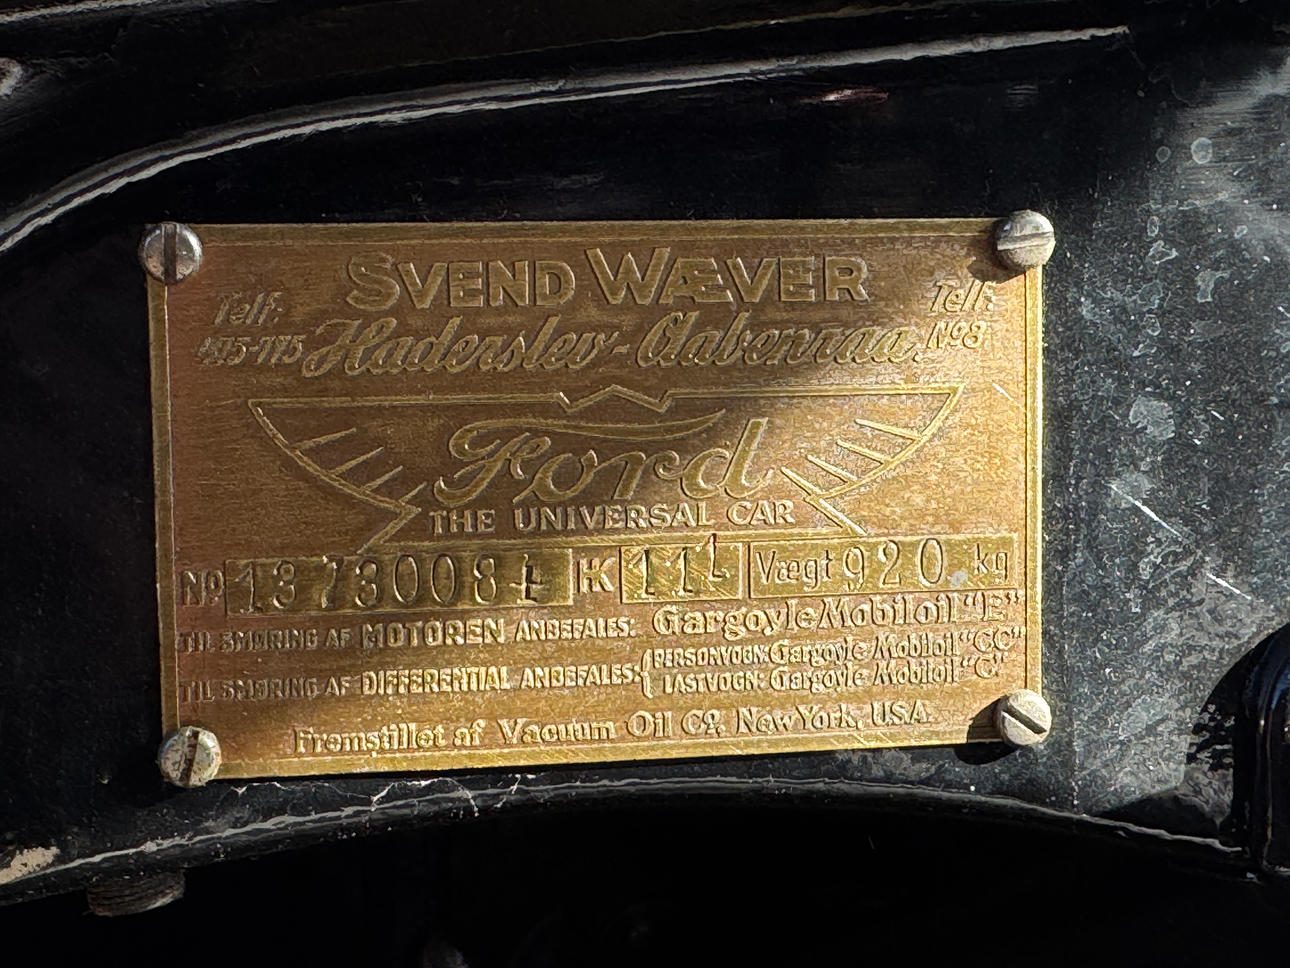 SVEND WÆVER
Telf: 415-115 Haderslev-Aabenraa. Telf: No 8
Ford
THE UNIVERSAL CAR
No 13730084 HK 11 Vægt 920 kg
TIL SMØRING AF MOTOREN ANBEFALES: Gargoyle Mobiloil "E"
TIL SMØRING AF DIFFERENTIAL ANBEFALES: { PERSONVOGN: Gargoyle Mobiloil "CC"
LASTVOGN: Gargoyle Mobiloil "C"
Fremstillet af Vacuum Oil Co. New York, USA